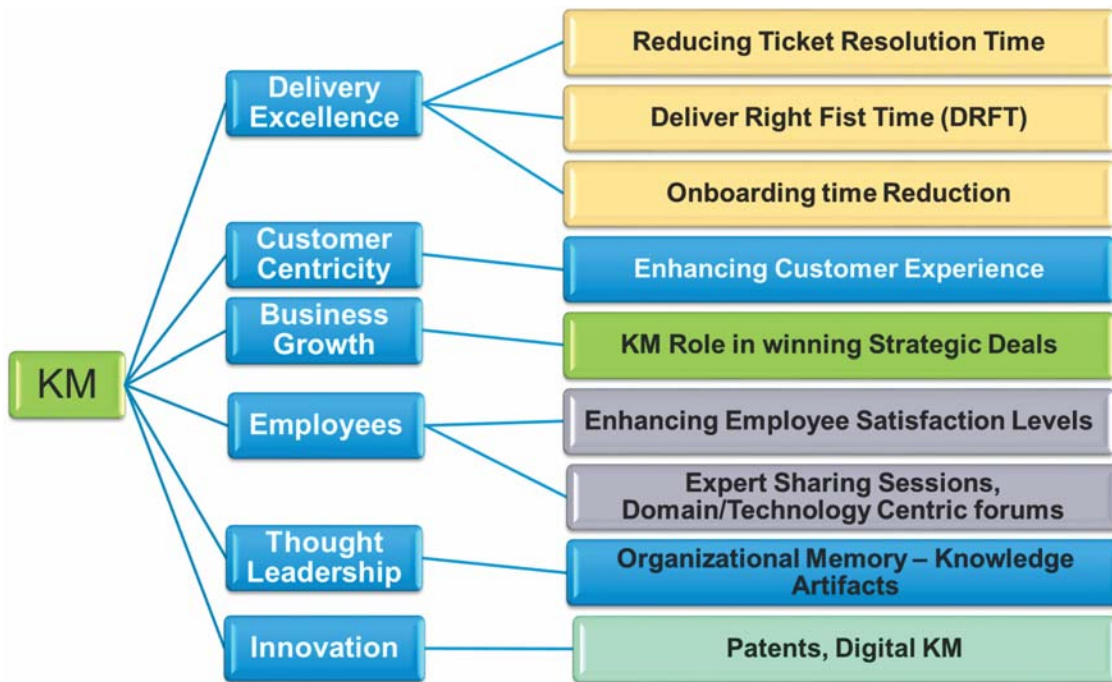 KM
Delivery
Excellence
Reducing Ticket Resolution Time
Deliver Right Fist Time (DRFT)
Onboarding time Reduction
Customer
Centricity
Enhancing Customer Experience
Business
Growth
KM Role in winning Strategic Deals
Employees
Enhancing Employee Satisfaction Levels
Expert Sharing Sessions,
Domain/Technology Centric forums
Thought
Leadership
Organizational Memory – Knowledge
Artifacts
Innovation
Patents, Digital KM